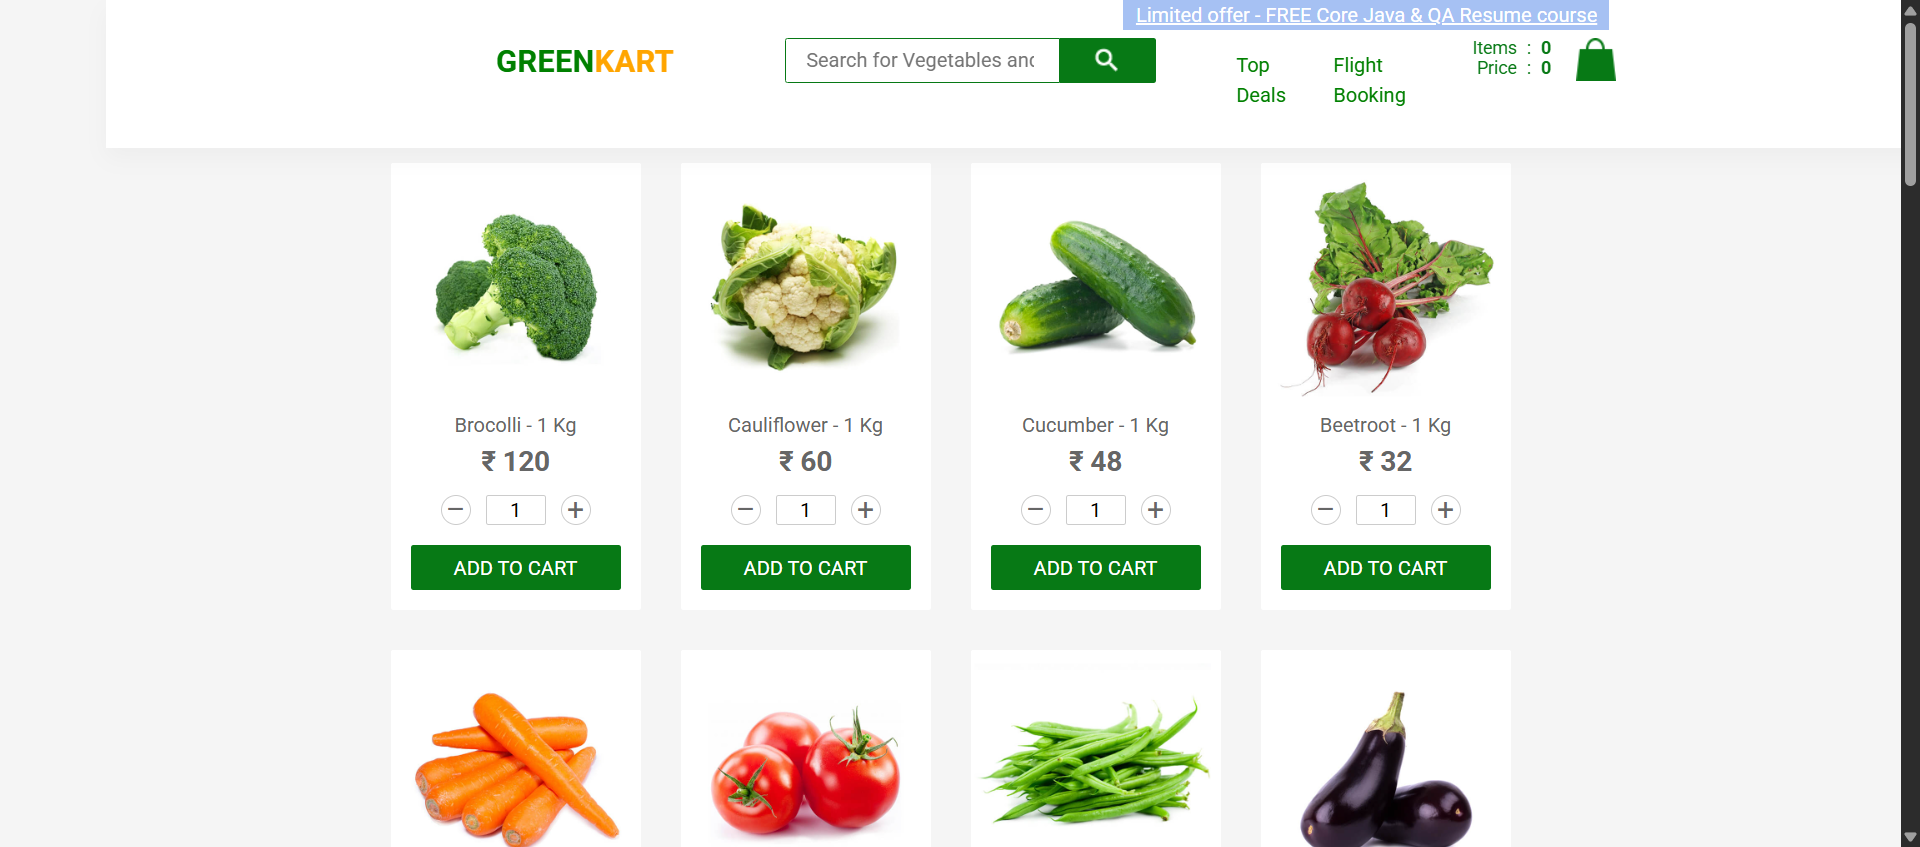 Limited offer - FREE Core Java & QA Resume course
GREENKART
Search for Vegetables and
Top Deals
Flight Booking
Items : 0
Price : 0
Brocolli - 1 Kg
₹ 120
− 1 +
ADD TO CART
Cauliflower - 1 Kg
₹ 60
− 1 +
ADD TO CART
Cucumber - 1 Kg
₹ 48
− 1 +
ADD TO CART
Beetroot - 1 Kg
₹ 32
− 1 +
ADD TO CART